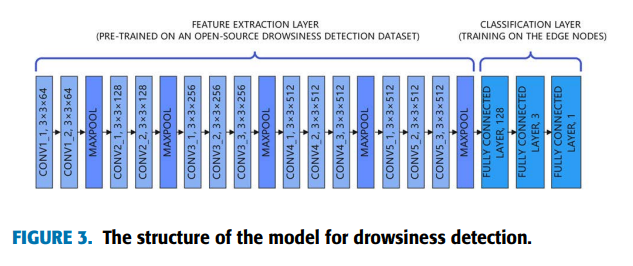 FEATURE EXTRACTION LAYER
(PRE-TRAINED ON AN OPEN-SOURCE DROWSINESS DETECTION DATASET)
CLASSIFICATION LAYER
(TRAINING ON THE EDGE NODES)
CONV1_1, 3×3×64
CONV1_2, 3×3×64
MAXPOOL
CONV2_1, 3×3×128
CONV2_2, 3×3×128
MAXPOOL
CONV3_1, 3×3×256
CONV3_2, 3×3×256
CONV3_3, 3×3×256
MAXPOOL
CONV4_1, 3×3×512
CONV4_2, 3×3×512
CONV4_3, 3×3×512
MAXPOOL
CONV5_1, 3×3×512
CONV5_2, 3×3×512
CONV5_3, 3×3×512
MAXPOOL
FULLY CONNECTED
LAYER, 128
FULLY CONNECTED
LAYER, 3
FULLY CONNECTED
LAYER, 1
FIGURE 3. The structure of the model for drowsiness detection.